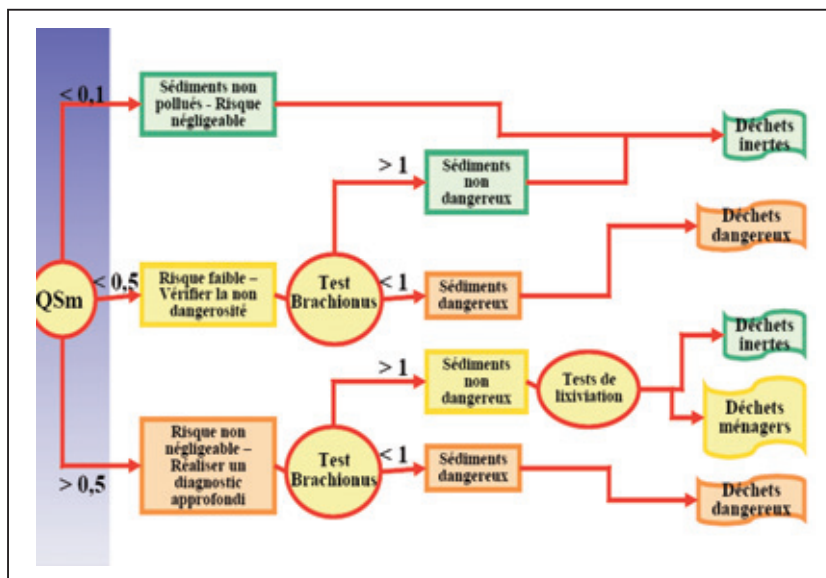 < 0,1
Sédiments non
pollués - Risque
négligeable
Déchets
inertes
> 1
Sédiments
non
dangereux
Déchets
dangereux
QSm
< 0,5
Risque faible –
Vérifier la non
dangerosité
Test
Brachionus
< 1
Sédiments
dangereux
Déchets
inertes
> 1
Sédiments
non
dangereux
Tests de
lixiviation
Déchets
ménagers
> 0,5
Risque non
négligeable –
Réaliser un
diagnostic
approfondi
Test
Brachionus
< 1
Sédiments
dangereux
Déchets
dangereux